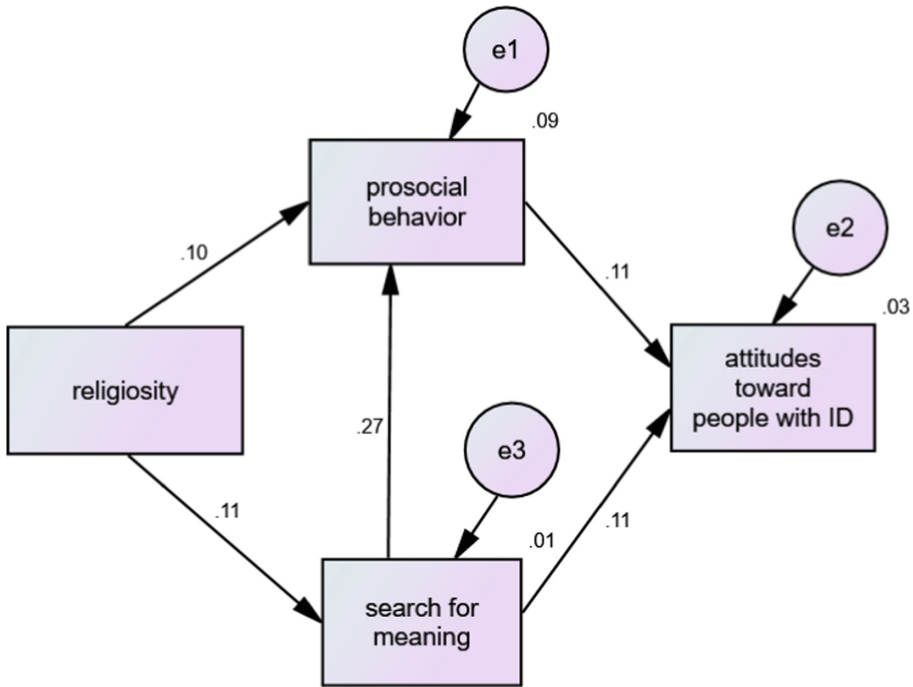 e1
.09
prosocial
behavior
e2
.10
.11
.03
religiosity
attitudes
toward
people with ID
.27
e3
.11
.01
.11
search for
meaning